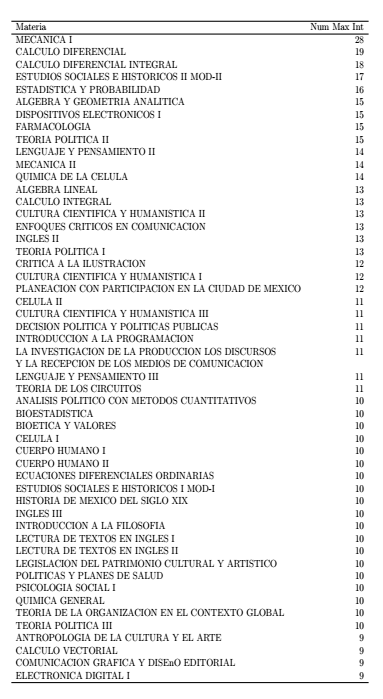 Materia Num Max Int
MECANICA I 28
CALCULO DIFERENCIAL 19
CALCULO DIFERENCIAL INTEGRAL 18
ESTUDIOS SOCIALES E HISTORICOS II MOD-II 17
ESTADISTICA Y PROBABILIDAD 16
ALGEBRA Y GEOMETRIA ANALITICA 15
DISPOSITIVOS ELECTRONICOS I 15
FARMACOLOGIA 15
TEORIA POLITICA II 15
LENGUAJE Y PENSAMIENTO II 14
MECANICA II 14
QUIMICA DE LA CELULA 14
ALGEBRA LINEAL 13
CALCULO INTEGRAL 13
CULTURA CIENTIFICA Y HUMANISTICA II 13
ENFOQUES CRITICOS EN COMUNICACION 13
INGLES II 13
TEORIA POLITICA I 13
CRITICA A LA ILUSTRACION 12
CULTURA CIENTIFICA Y HUMANISTICA I 12
PLANEACION CON PARTICIPACION EN LA CIUDAD DE MEXICO 12
CELULA II 11
CULTURA CIENTIFICA Y HUMANISTICA III 11
DECISION POLITICA Y POLITICAS PUBLICAS 11
INTRODUCCION A LA PROGRAMACION 11
LA INVESTIGACION DE LA PRODUCCION LOS DISCURSOS 11
Y LA RECEPCION DE LOS MEDIOS DE COMUNICACION
LENGUAJE Y PENSAMIENTO III 11
TEORIA DE LOS CIRCUITOS 11
ANALISIS POLITICO CON METODOS CUANTITATIVOS 10
BIOESTADISTICA 10
BIOETICA Y VALORES 10
CELULA I 10
CUERPO HUMANO I 10
CUERPO HUMANO II 10
ECUACIONES DIFERENCIALES ORDINARIAS 10
ESTUDIOS SOCIALES E HISTORICOS I MOD-I 10
HISTORIA DE MEXICO DEL SIGLO XIX 10
INGLES III 10
INTRODUCCION A LA FILOSOFIA 10
LECTURA DE TEXTOS EN INGLES I 10
LECTURA DE TEXTOS EN INGLES II 10
LEGISLACION DEL PATRIMONIO CULTURAL Y ARTISTICO 10
POLITICAS Y PLANES DE SALUD 10
PSICOLOGIA SOCIAL I 10
QUIMICA GENERAL 10
TEORIA DE LA ORGANIZACION EN EL CONTEXTO GLOBAL 10
TEORIA POLITICA III 10
ANTROPOLOGIA DE LA CULTURA Y EL ARTE 9
CALCULO VECTORIAL 9
COMUNICACION GRAFICA Y DISEnO EDITORIAL 9
ELECTRONICA DIGITAL I 9